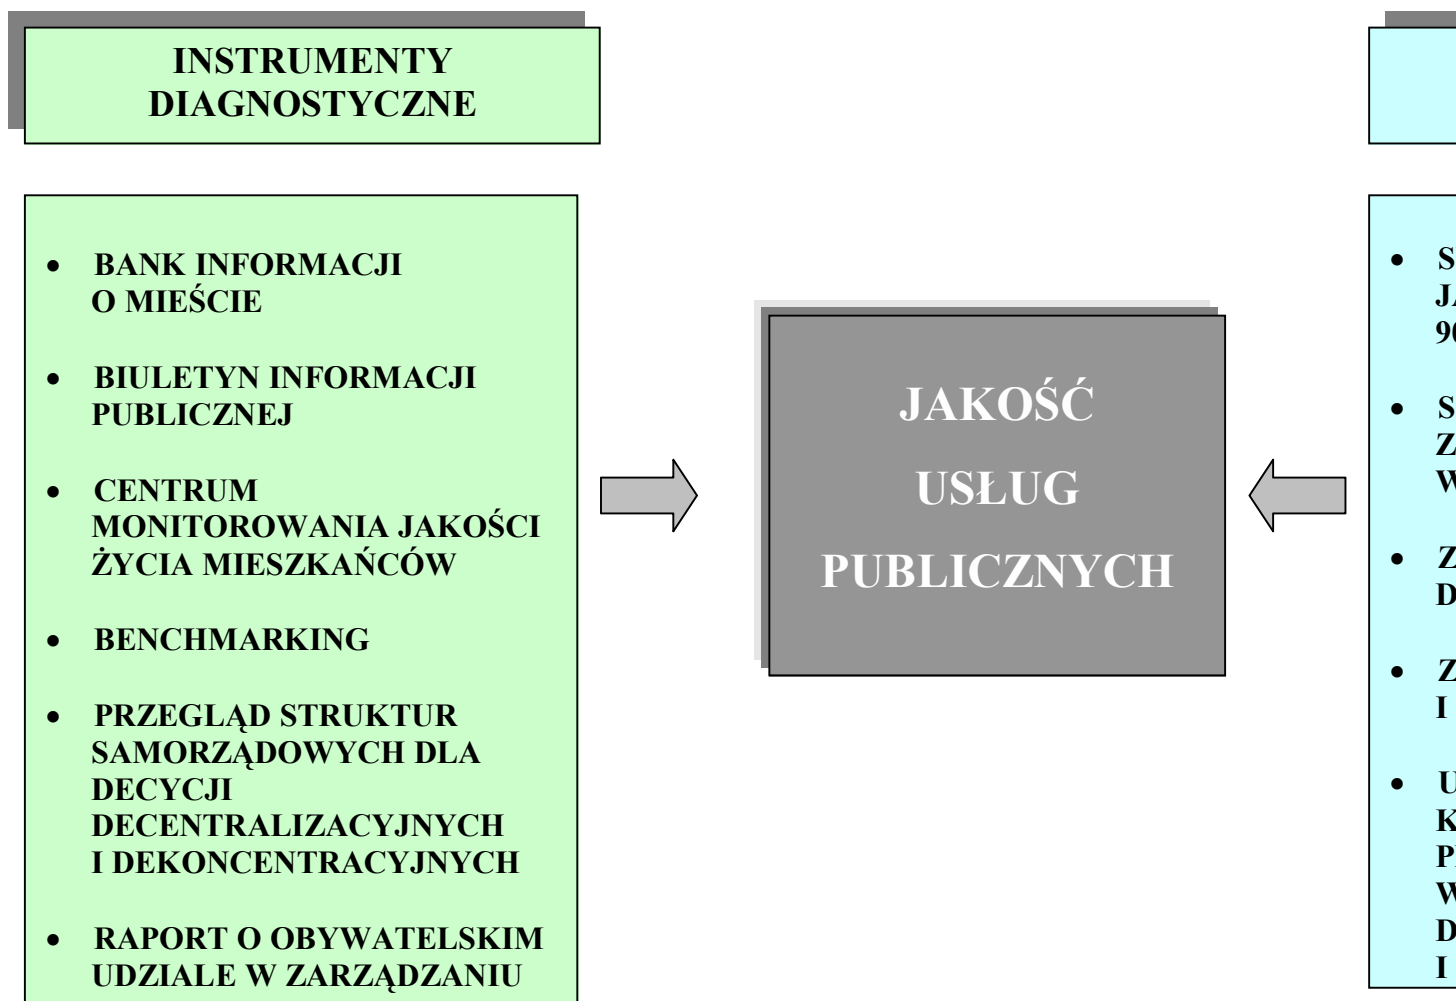 INSTRUMENTY
DIAGNOSTYCZNE
• BANK INFORMACJI
O MIEŚCIE
• BIULETYN INFORMACJI
PUBLICZNEJ
• CENTRUM
MONITOROWANIA JAKOŚCI
ŻYCIA MIESZKAŃCÓW
• BENCHMARKING
• PRZEGLĄD STRUKTUR
SAMORZĄDOWYCH DLA
DECYCJI
DECENTRALIZACYJNYCH
I DEKONCENTRACYJNYCH
• RAPORT O OBYWATELSKIM
UDZIALE W ZARZĄDZANIU
JAKOŚĆ
USŁUG
PUBLICZNYCH
I
I